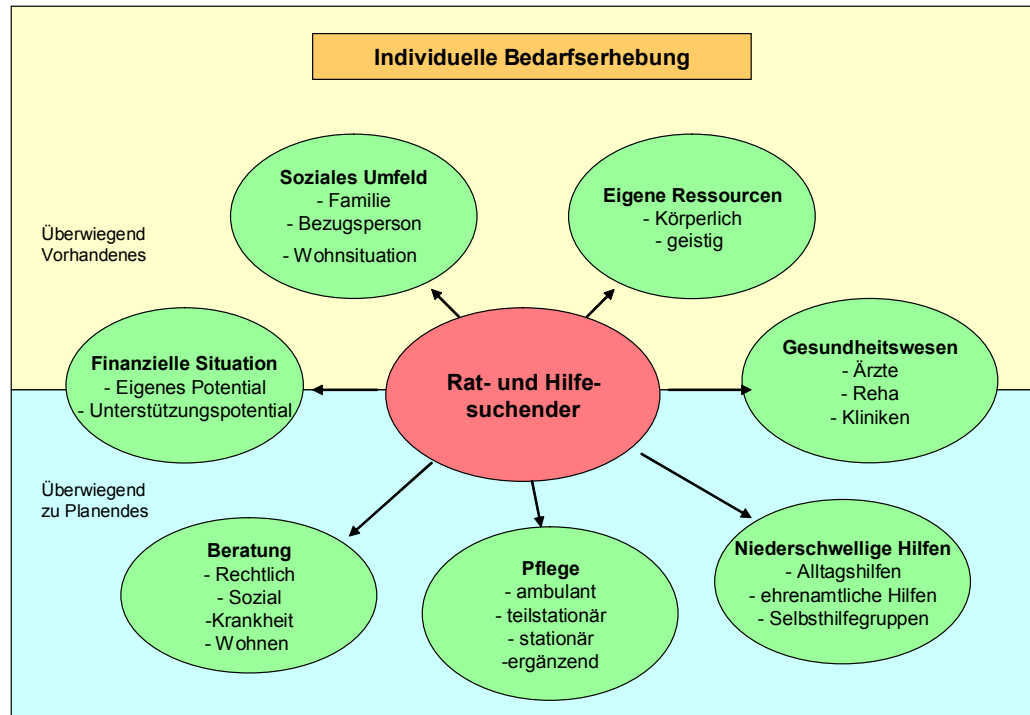 Individuelle Bedarfserhebung
Soziales Umfeld
- Familie
- Bezugsperson
- Wohnsituation
Eigene Ressourcen
- Körperlich
- geistig
Überwiegend
Vorhandenes
Finanzielle Situation
- Eigenes Potential
- Unterstützungspotential
Rat- und Hilfe-
suchender
Gesundheitswesen
- Ärzte
- Reha
- Kliniken
Überwiegend
zu Planendes
Beratung
- Rechtlich
- Sozial
-Krankheit
- Wohnen
Pflege
- ambulant
- teilstationär
- stationär
-ergänzend
Niederschwellige Hilfen
- Alltagshilfen
- ehrenamtliche Hilfen
- Selbsthilfegruppen